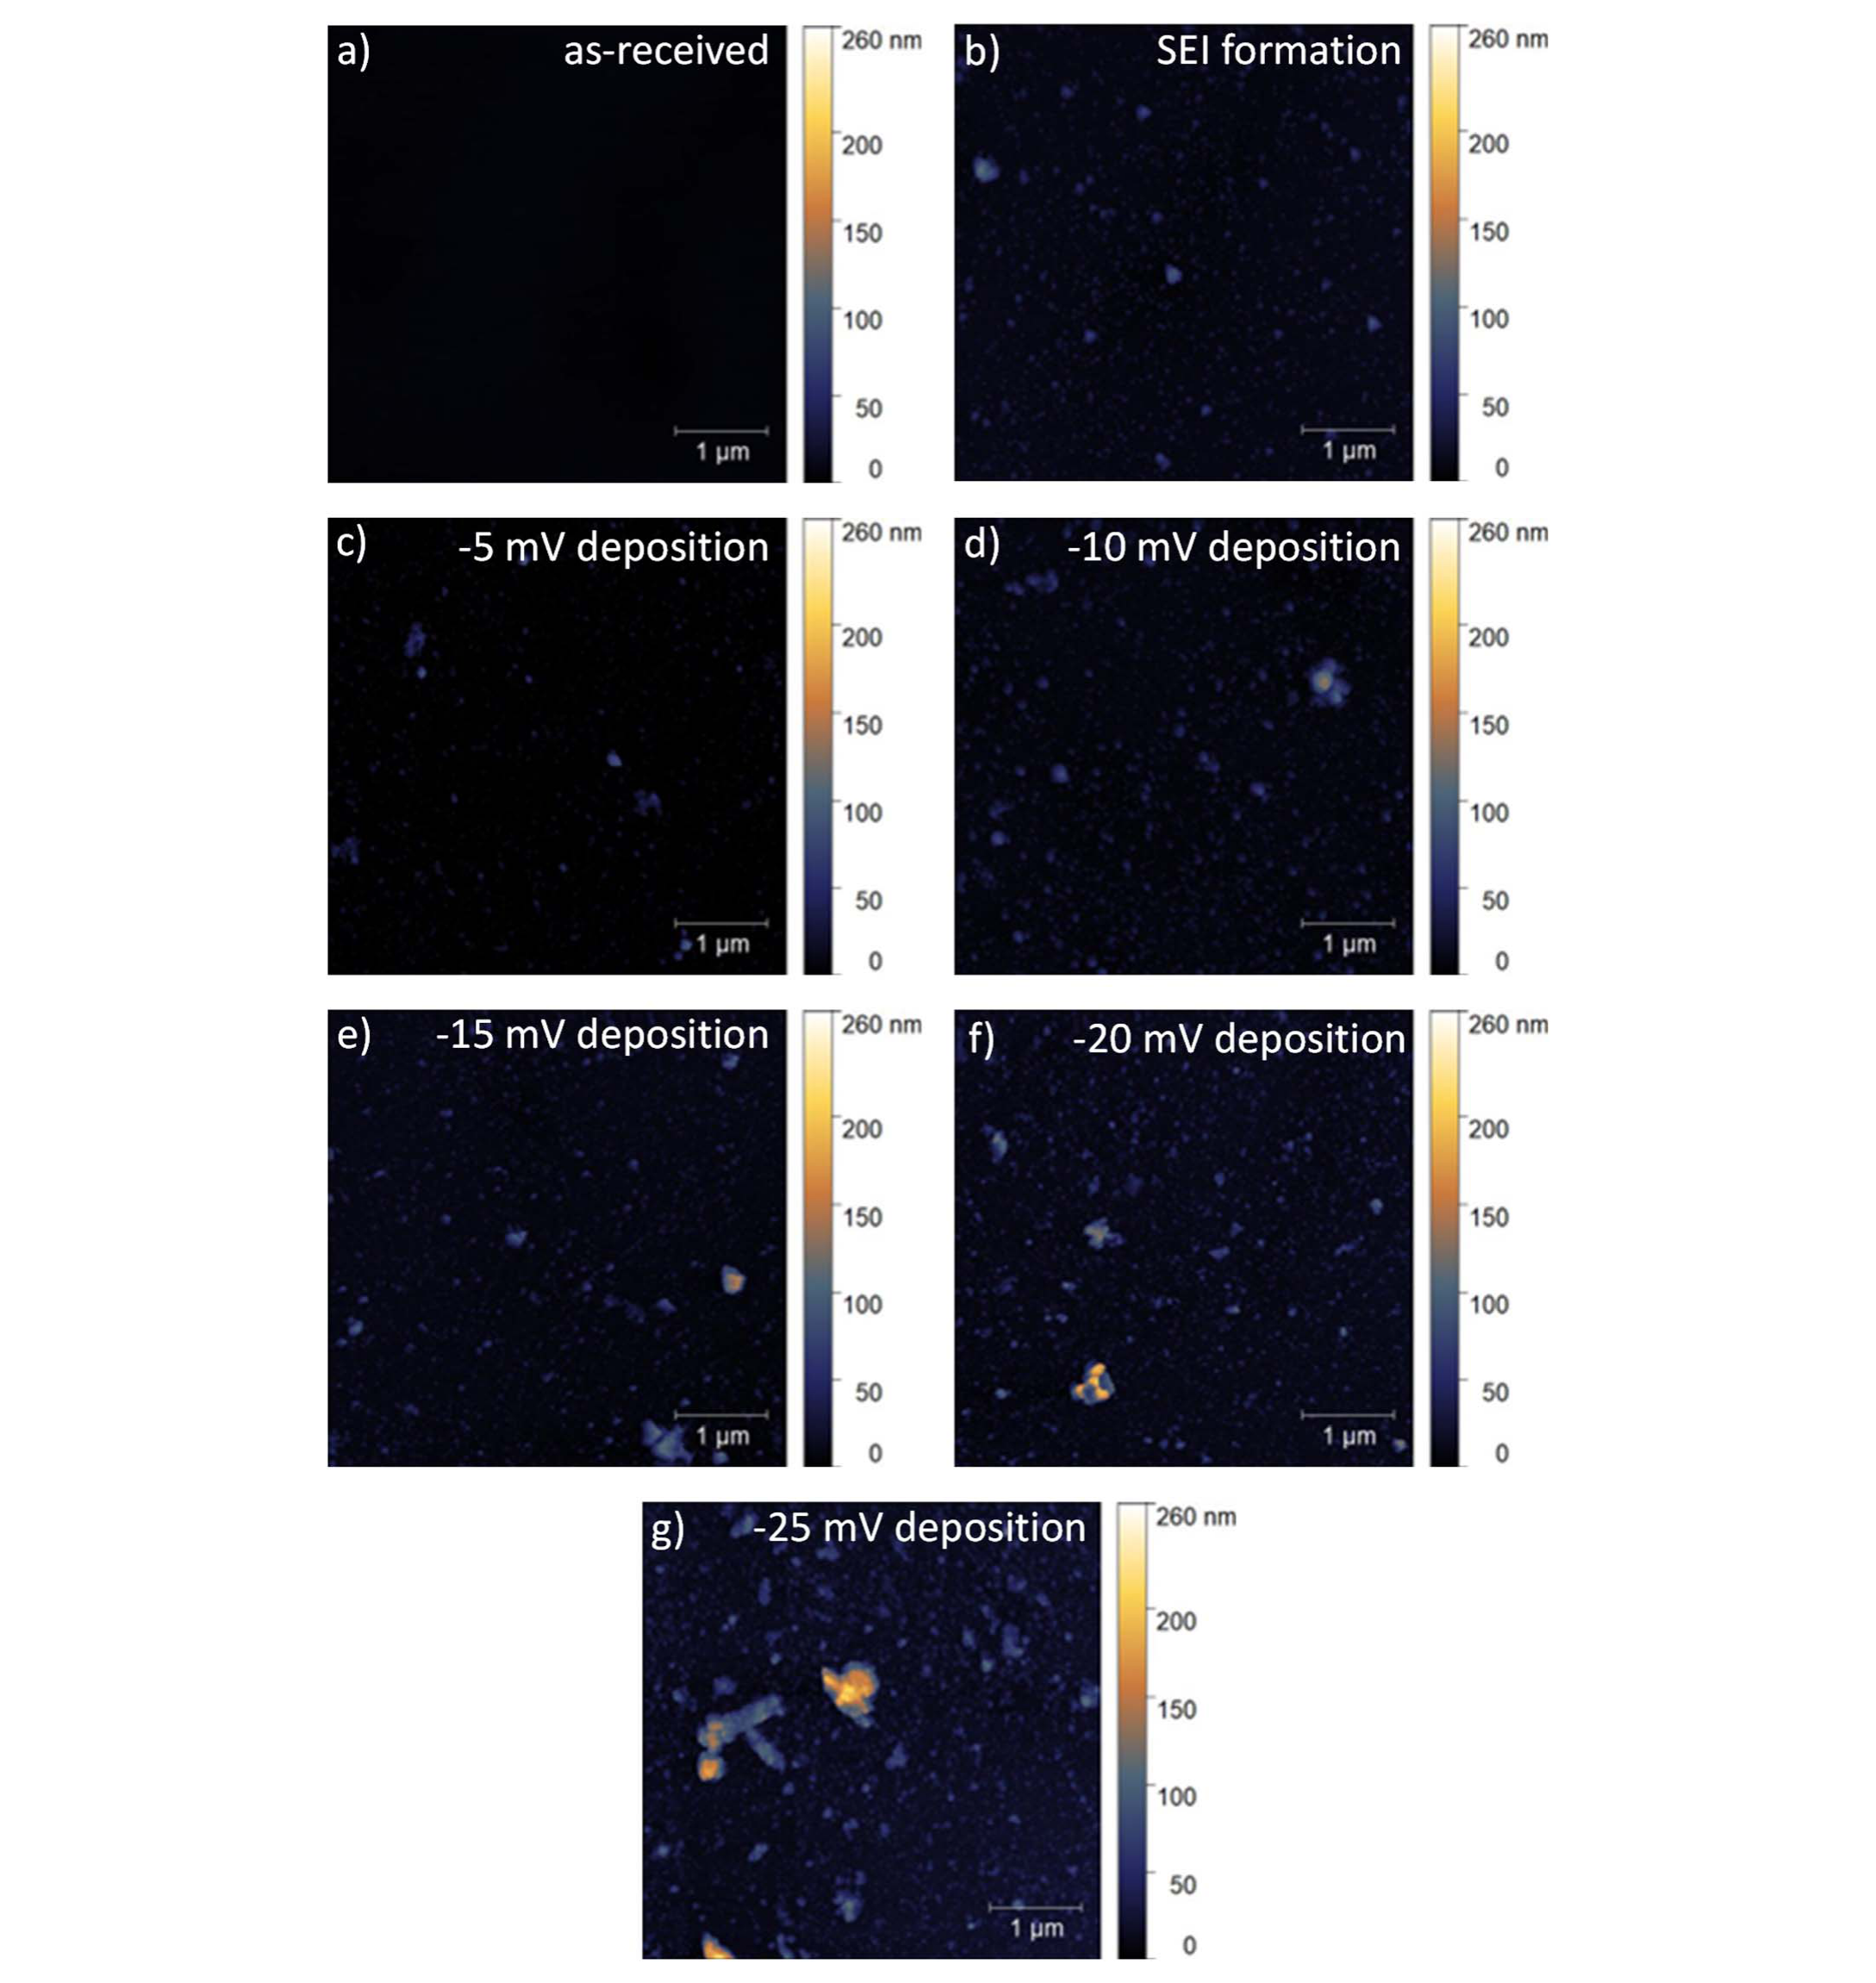 a) as-received
260 nm
200
150
100
50
0
1 µm
b) SEI formation
260 nm
200
150
100
50
0
1 µm
c) -5 mV deposition
260 nm
200
150
100
50
0
1 µm
d) -10 mV deposition
260 nm
200
150
100
50
0
1 µm
e) -15 mV deposition
260 nm
200
150
100
50
0
1 µm
f) -20 mV deposition
260 nm
200
150
100
50
0
1 µm
g) -25 mV deposition
260 nm
200
150
100
50
0
1 µm